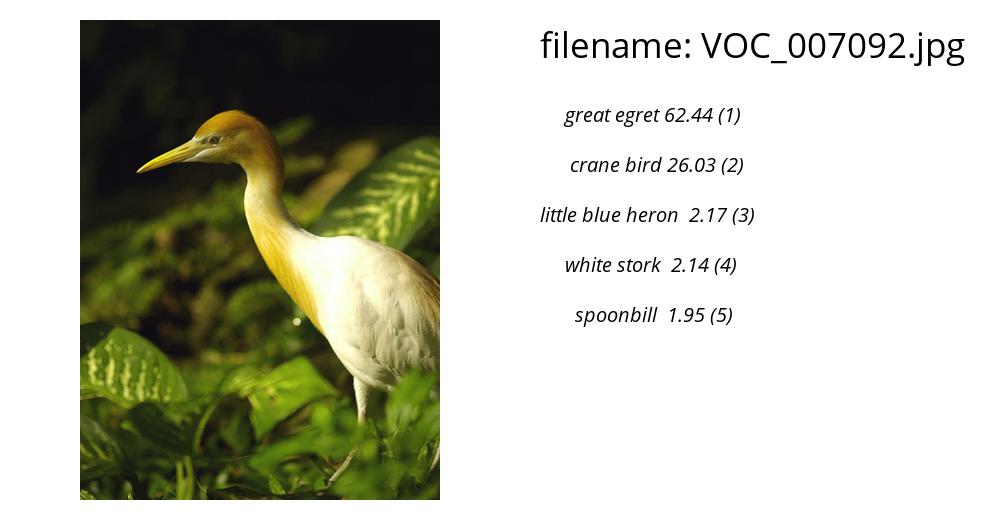 filename: VOC_007092.jpg
great egret 62.44 (1)
crane bird 26.03 (2)
little blue heron 2.17 (3)
white stork 2.14 (4)
spoonbill 1.95 (5)